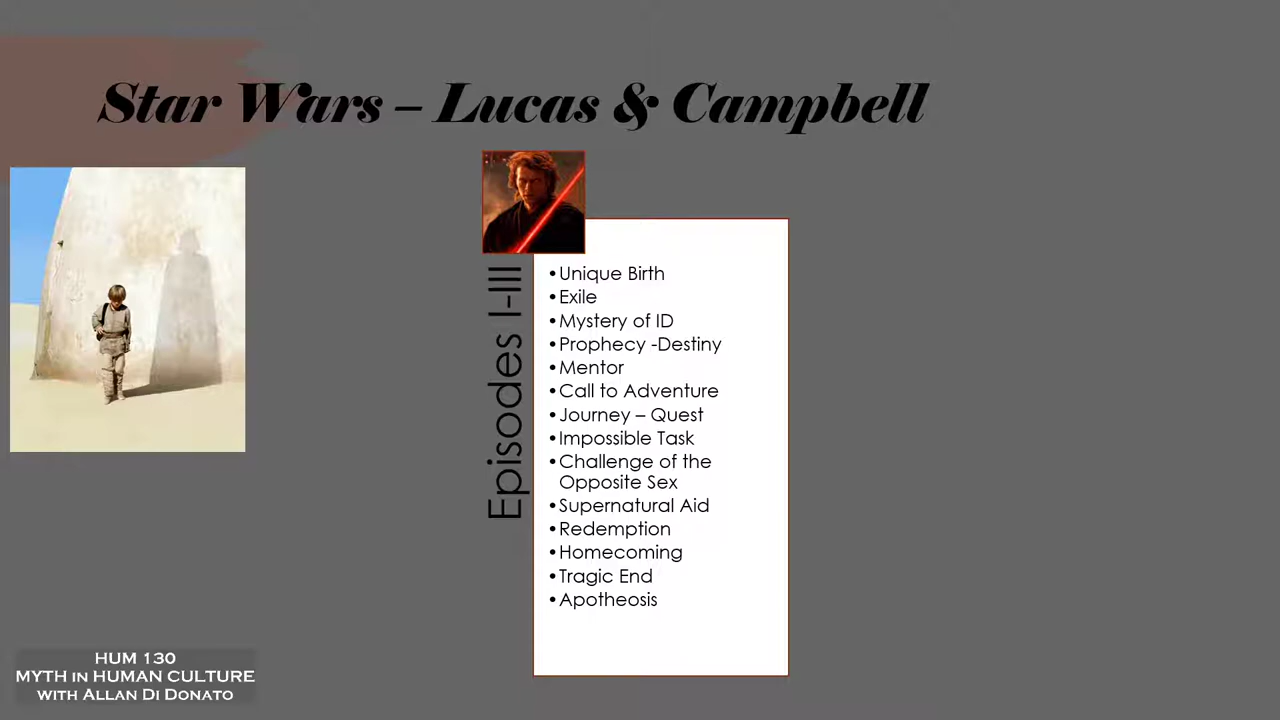 Star Wars – Lucas & Campbell
Episodes I-III
•Unique Birth
•Exile
•Mystery of ID
•Prophecy -Destiny
•Mentor
•Call to Adventure
•Journey – Quest
•Impossible Task
•Challenge of the
Opposite Sex
•Supernatural Aid
•Redemption
•Homecoming
•Tragic End
•Apotheosis
HUM 130
MYTH in HUMAN CULTURE
WITH ALLAN DI DONATO